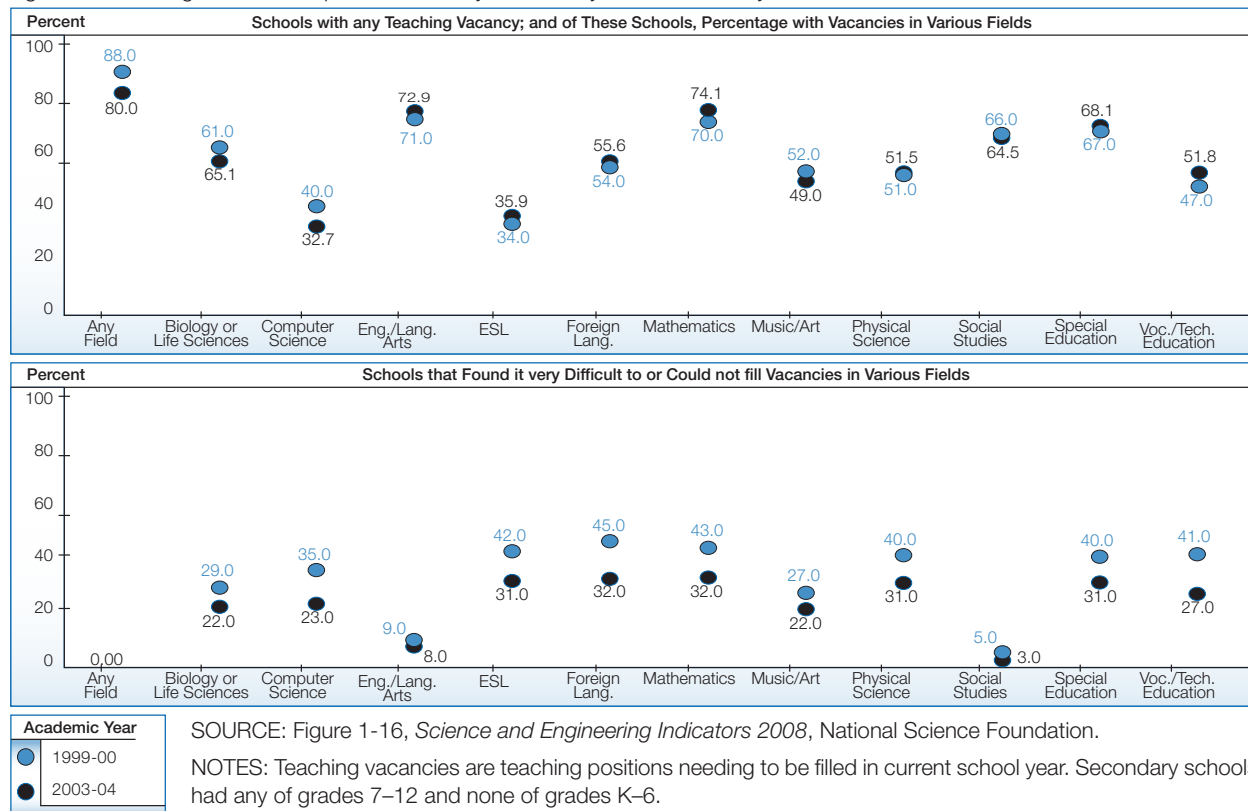 Percent Schools with any Teaching Vacancy; and of These Schools, Percentage with Vacancies in Various Fields
100
80
60
40
20
0
88.0
80.0
61.0
65.1
40.0
32.7
72.9
71.0
35.9
34.0
55.6
54.0
74.1
70.0
52.0
49.0
51.5
51.0
66.0
64.5
68.1
67.0
51.8
47.0
Any Field
Biology or Life Sciences
Computer Science
Eng./Lang. Arts
ESL
Foreign Lang.
Mathematics
Music/Art
Physical Science
Social Studies
Special Education
Voc./Tech. Education
Percent Schools that Found it very Difficult to or Could not fill Vacancies in Various Fields
100
80
60
40
20
0
0.00
29.0
22.0
35.0
23.0
9.0
8.0
42.0
31.0
45.0
32.0
43.0
32.0
27.0
22.0
40.0
31.0
5.0
3.0
40.0
31.0
41.0
27.0
Any Field
Biology or Life Sciences
Computer Science
Eng./Lang. Arts
ESL
Foreign Lang.
Mathematics
Music/Art
Physical Science
Social Studies
Special Education
Voc./Tech. Education
Academic Year
1999-00
2003-04
SOURCE: Figure 1-16, Science and Engineering Indicators 2008, National Science Foundation.
NOTES: Teaching vacancies are teaching positions needing to be filled in current school year. Secondary schools
had any of grades 7–12 and none of grades K–6.